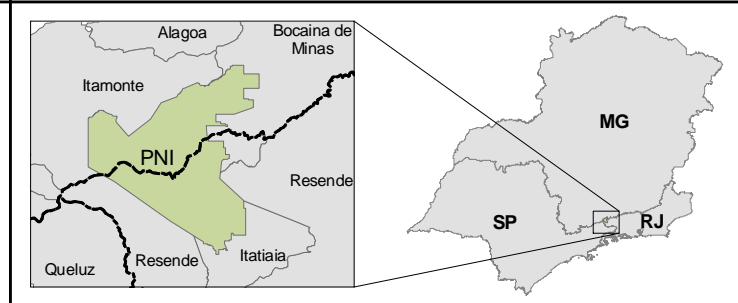 Alagoa
Bocaina de
Minas
Itamonte
PNI
Resende
Queluz
Resende
Itatiaia
MG
SP
RJ